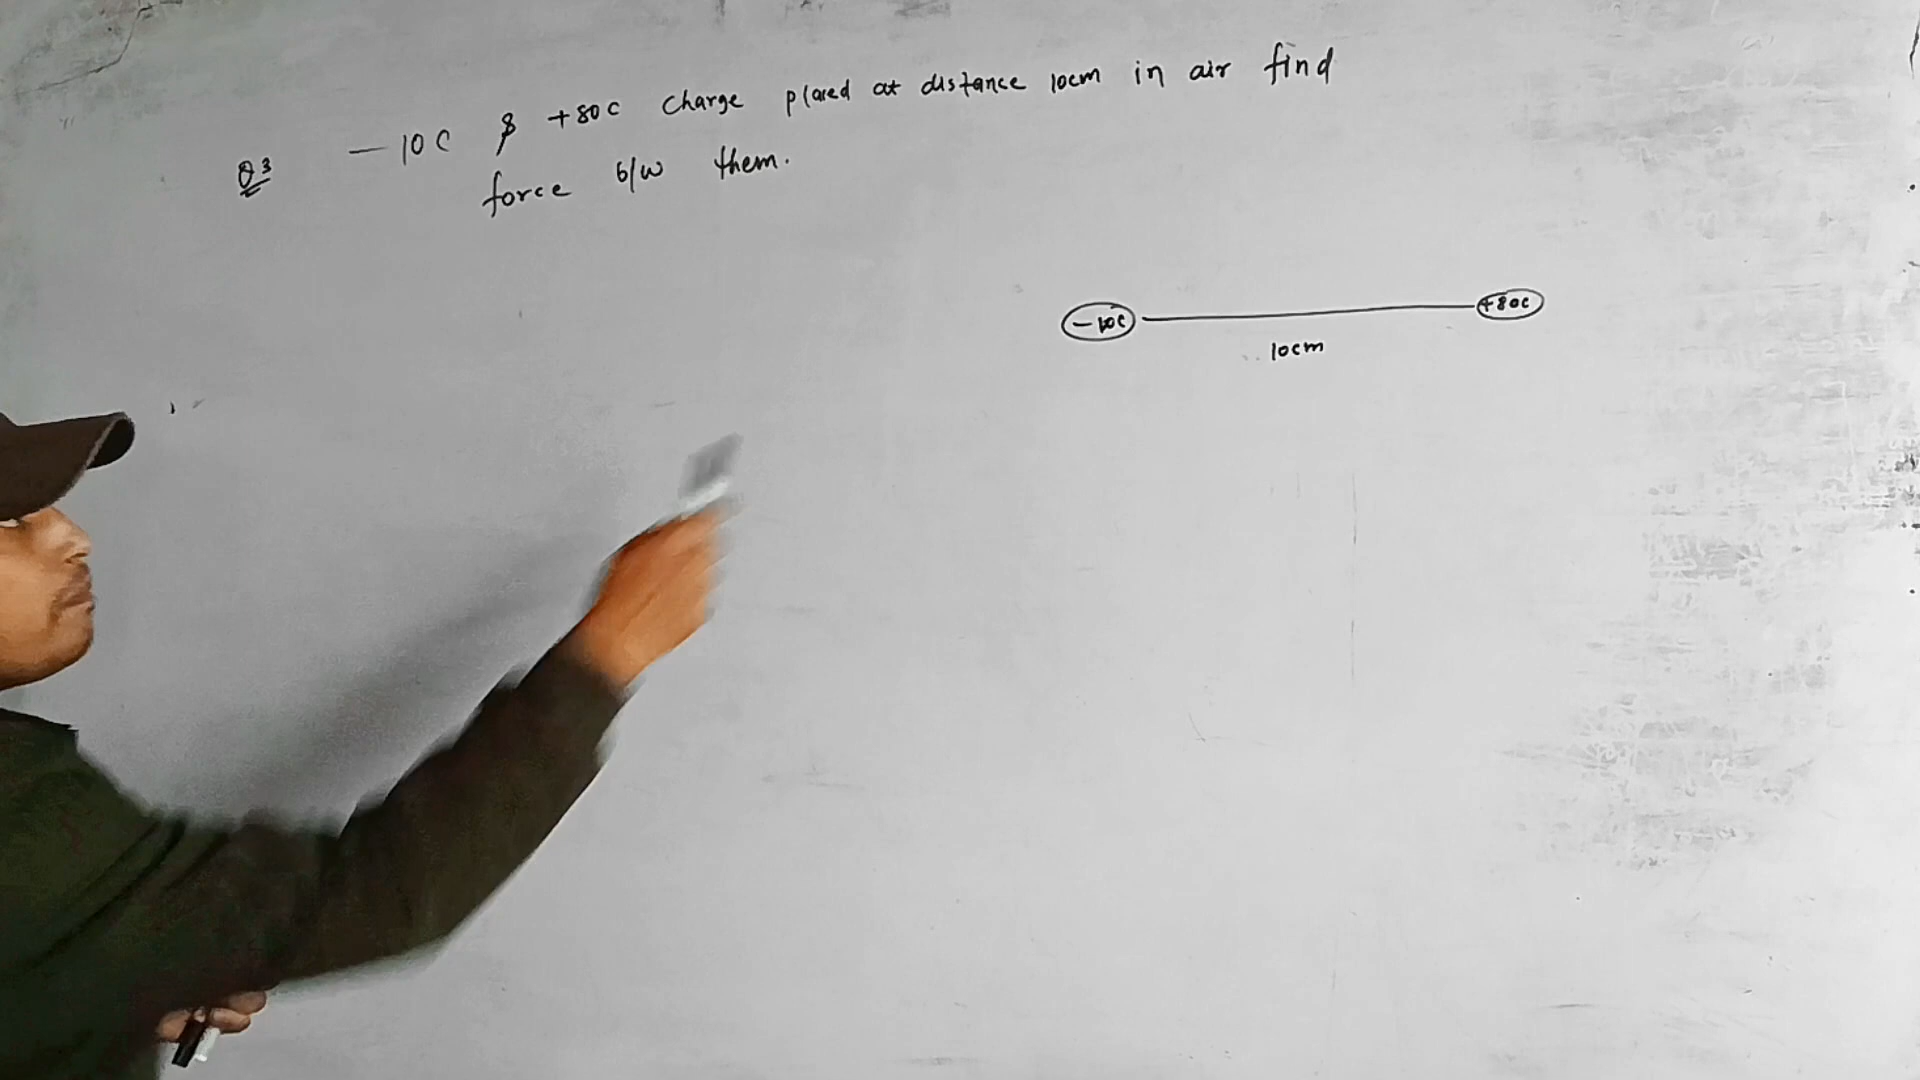 Q3 -10C & +80C charge placed at distance 10cm in air find
force b/w them.
-10C
+80C
10cm